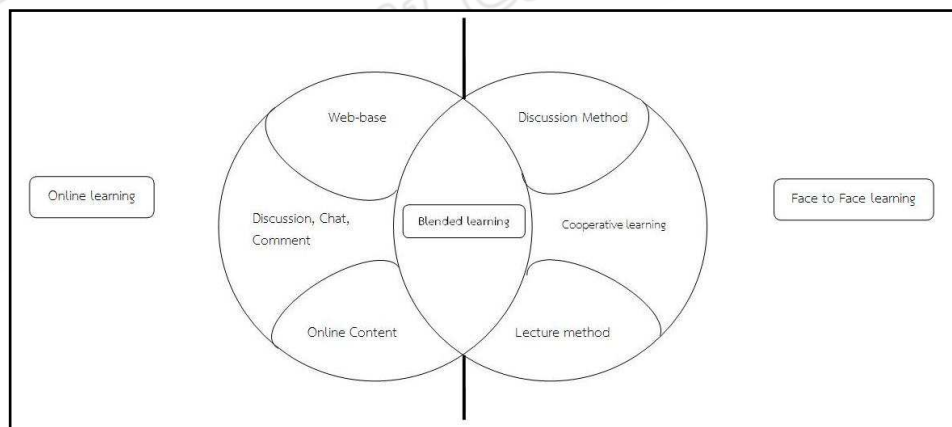 Web-base
Discussion Method
Online learning
Face to Face learning
Discussion, Chat,
Comment
Blended learning
Cooperative learning
Online Content
Lecture method